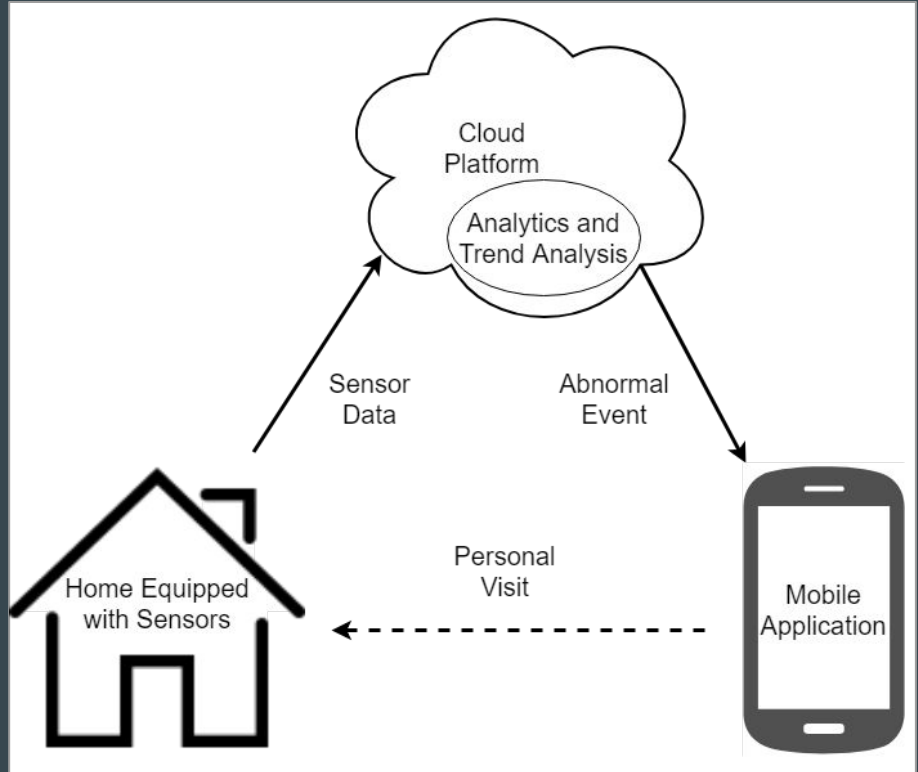 Cloud
Platform
Analytics and
Trend Analysis
Sensor
Data
Abnormal
Event
Home Equipped
with Sensors
Personal
Visit
Mobile
Application